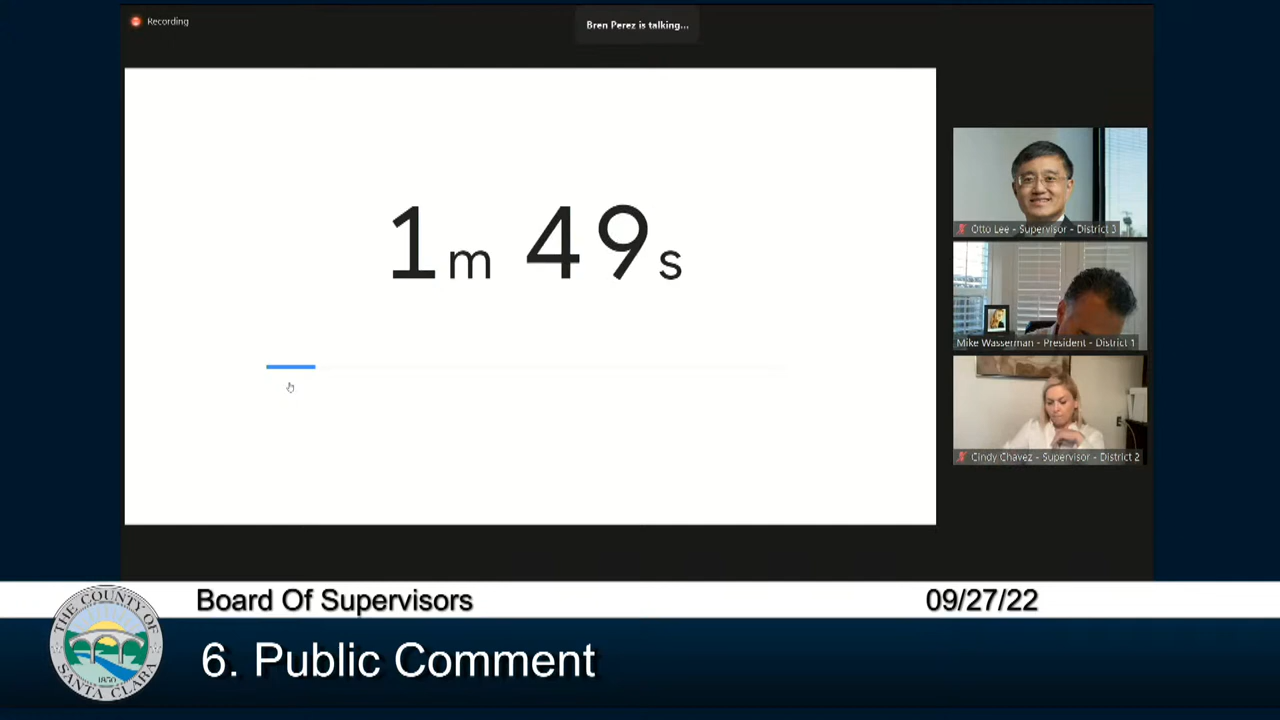 Recording
Bren Perez is talking...
1m 49s
Otto Lee - Supervisor - District 3
Mike Wasserman - President - District 1
Cindy Chavez - Supervisor - District 2
Board Of Supervisors
09/27/22
6. Public Comment
THE COUNTY OF
SANTA CLARA
1850